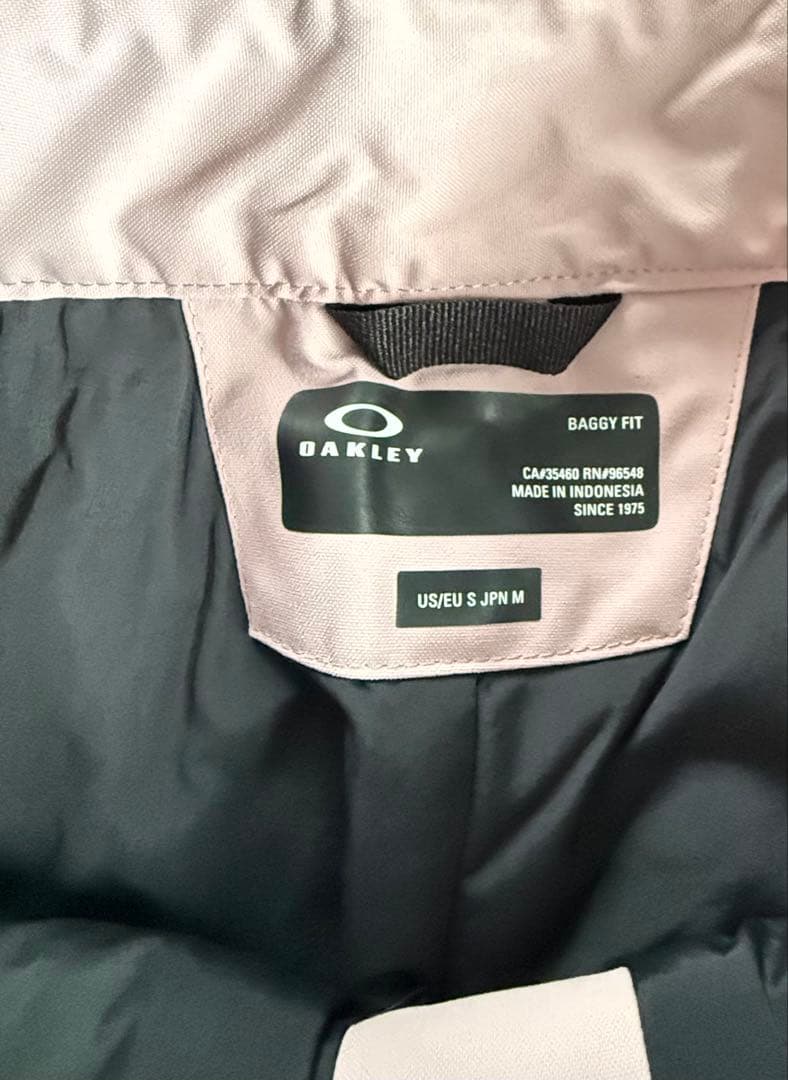 OAKLEY
BAGGY FIT
CA#35460 RN#96548
MADE IN INDONESIA
SINCE 1975
US/EU S JPN M